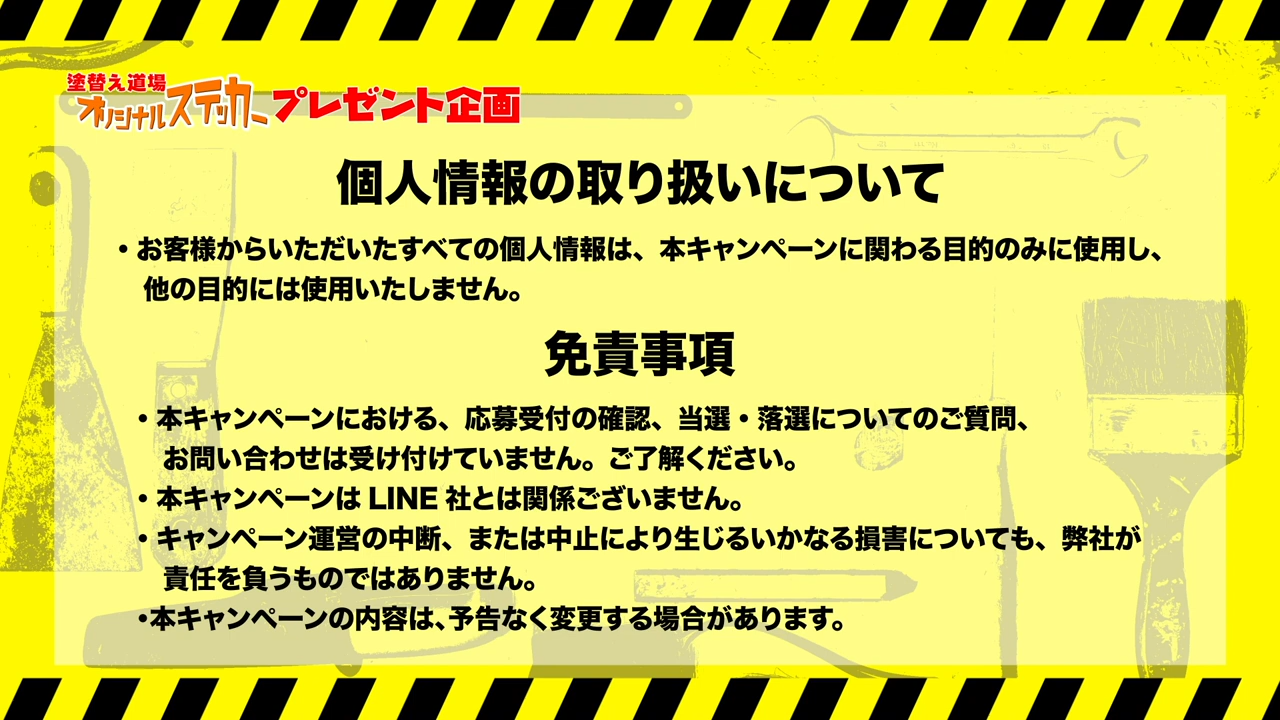 塗替え道場
オリジナルステッカー プレゼント企画
個人情報の取り扱いについて
・お客様からいただいたすべての個人情報は、本キャンペーンに関わる目的のみに使用し、
他の目的には使用いたしません。
免責事項
・本キャンペーンにおける、応募受付の確認、当選・落選についてのご質問、
お問い合わせは受け付けていません。ご了解ください。
・本キャンペーンは LINE 社とは関係ございません。
・キャンペーン運営の中断、または中止により生じるいかなる損害についても、弊社が
責任を負うものではありません。
・本キャンペーンの内容は、予告なく変更する場合があります。